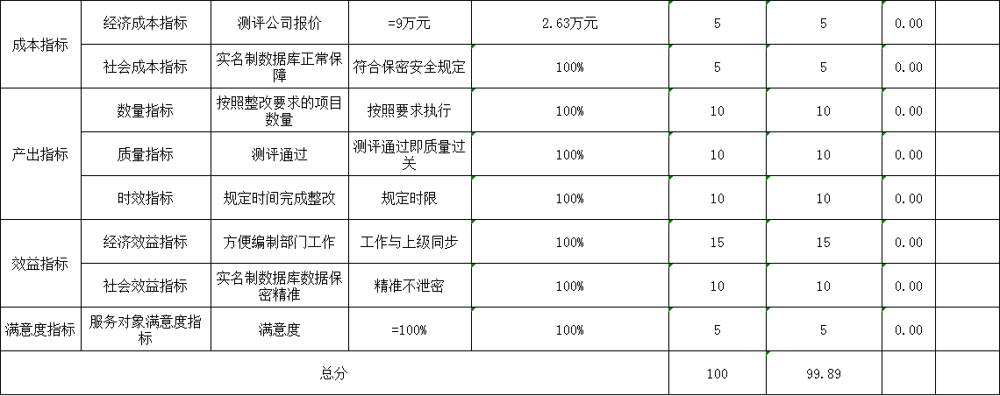 成本指标 经济成本指标 测评公司报价 =9万元 2.63万元 5 5 0.00
社会成本指标 实名制数据库正常保
障 符合保密安全规定 100% 5 5 0.00
产出指标 数量指标 按照整改要求的项目
数量 按照要求执行 100% 10 10 0.00
质量指标 测评通过 测评通过即质量过
关 100% 10 10 0.00
时效指标 规定时间完成整改 规定时限 100% 10 10 0.00
效益指标 经济效益指标 方便编制部门工作 工作与上级同步 100% 15 15 0.00
社会效益指标 实名制数据库数据保
密精准 精准不泄密 100% 10 10 0.00
满意度指标 服务对象满意度指
标 满意度 =100% 100% 5 5 0.00
总分 100 99.89